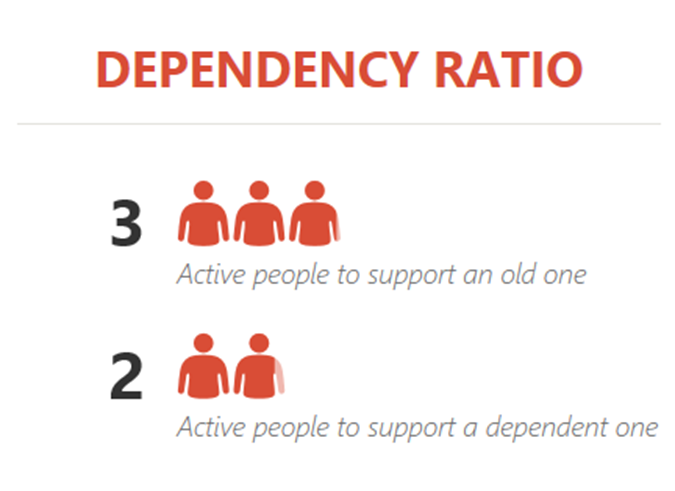 DEPENDENCY RATIO
3
Active people to support an old one
2
Active people to support a dependent one